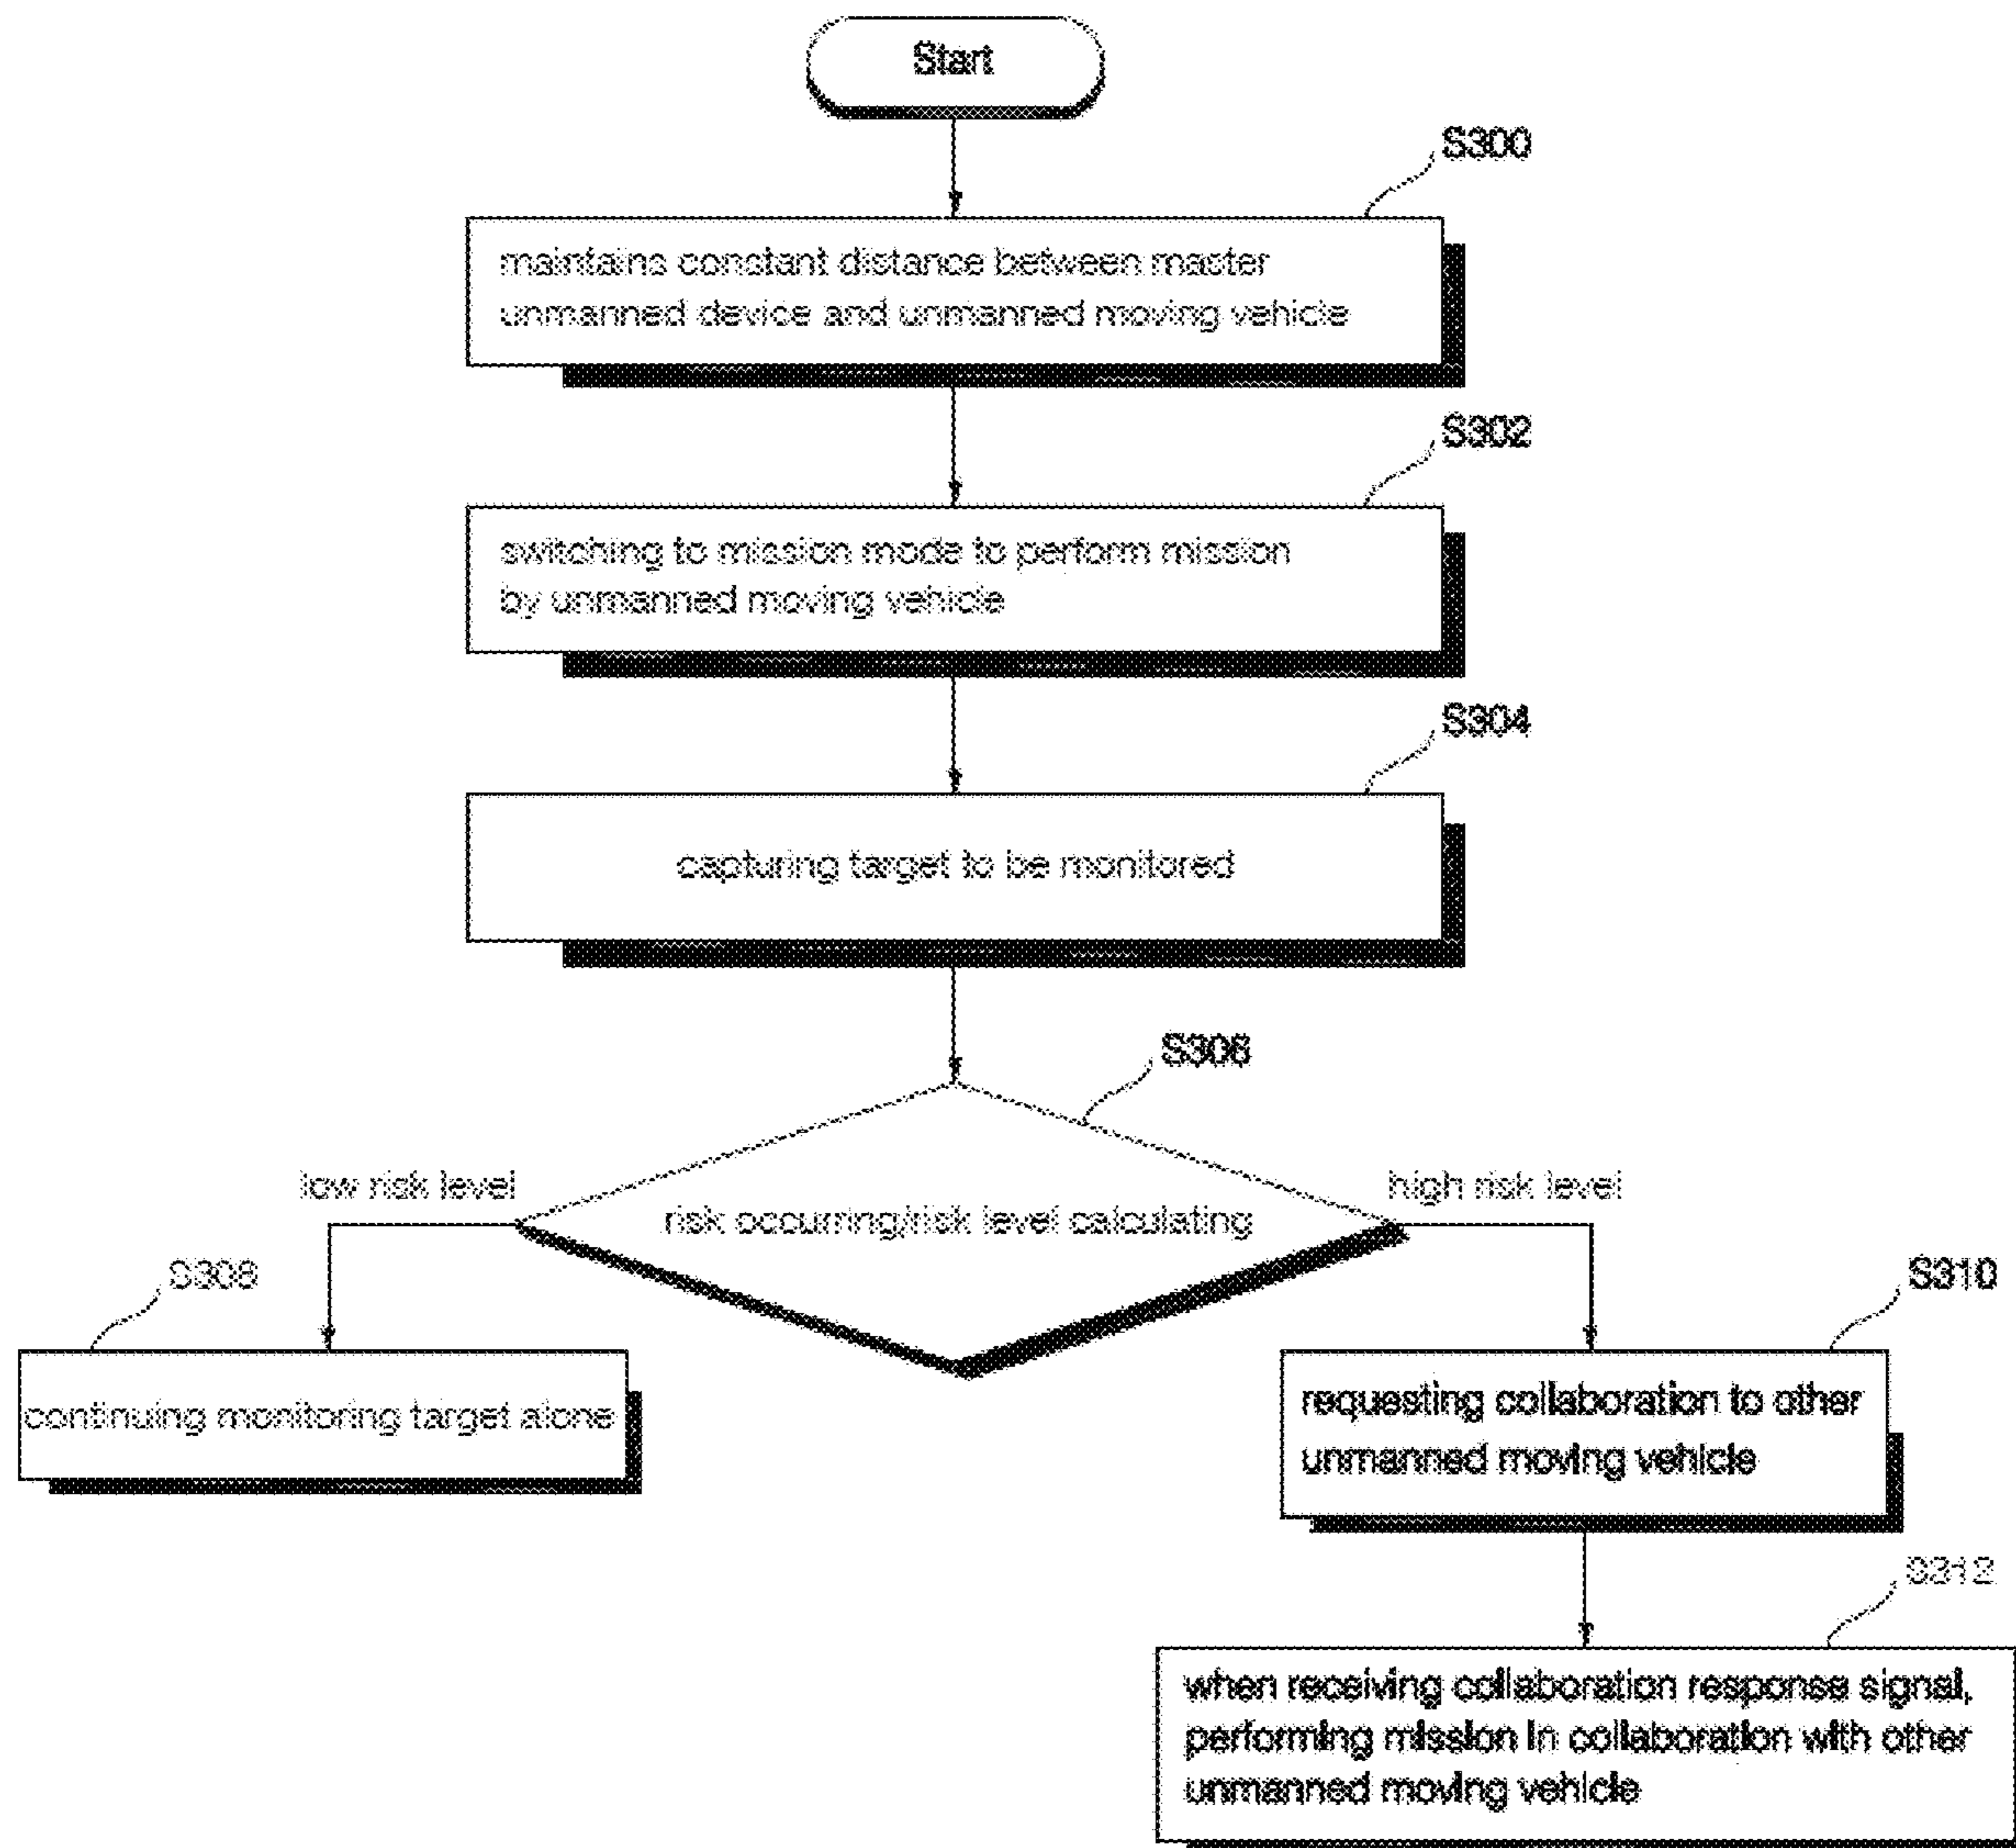 Start
S300
maintains constant distance between master
unmanned device and unmanned moving vehicle
S302
switching to mission mode to perform mission
by unmanned moving vehicle
S304
capturing target to be monitored
S306
low risk level
risk occurring/risk level calculating
high risk level
S308
continuing monitoring target alone
S310
requesting collaboration to other
unmanned moving vehicle
S312
when receiving collaboration response signal,
performing mission in collaboration with other
unmanned moving vehicle